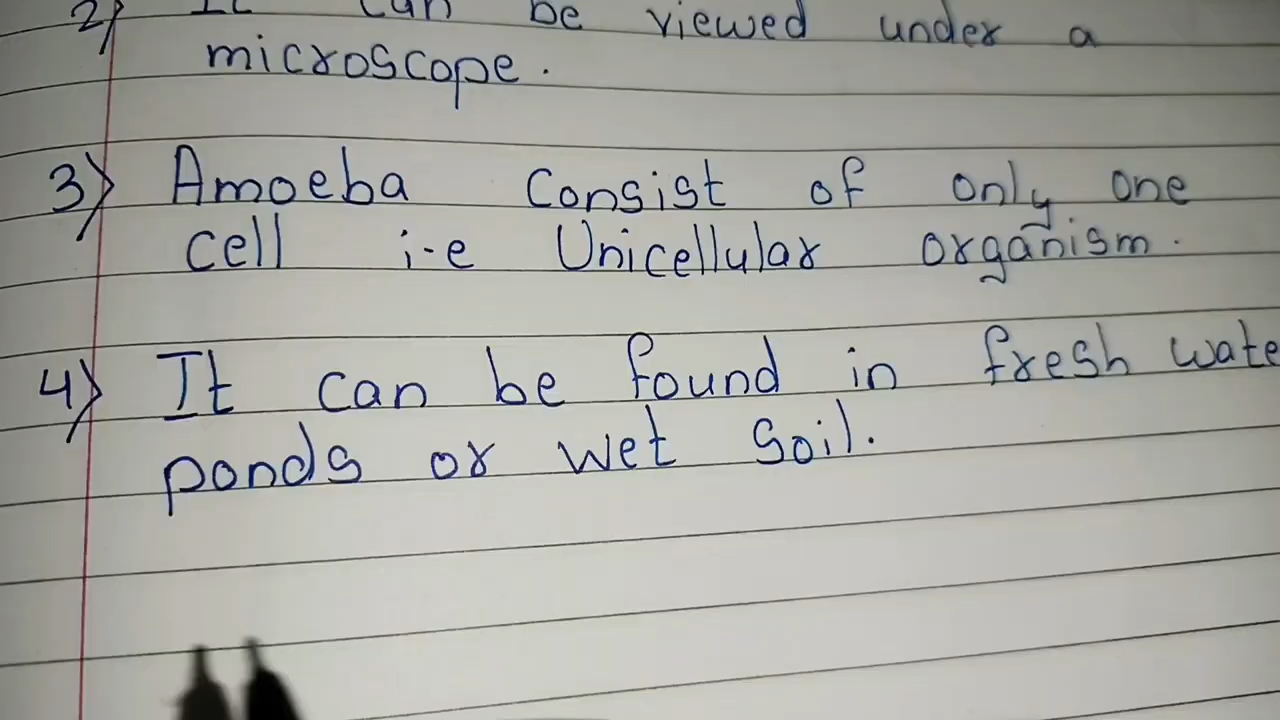 2) It can be viewed under a
microscope.
3) Amoeba Consist of only one
cell i-e Unicellular organism.
4) It can be found in fresh wate
ponds or wet soil.